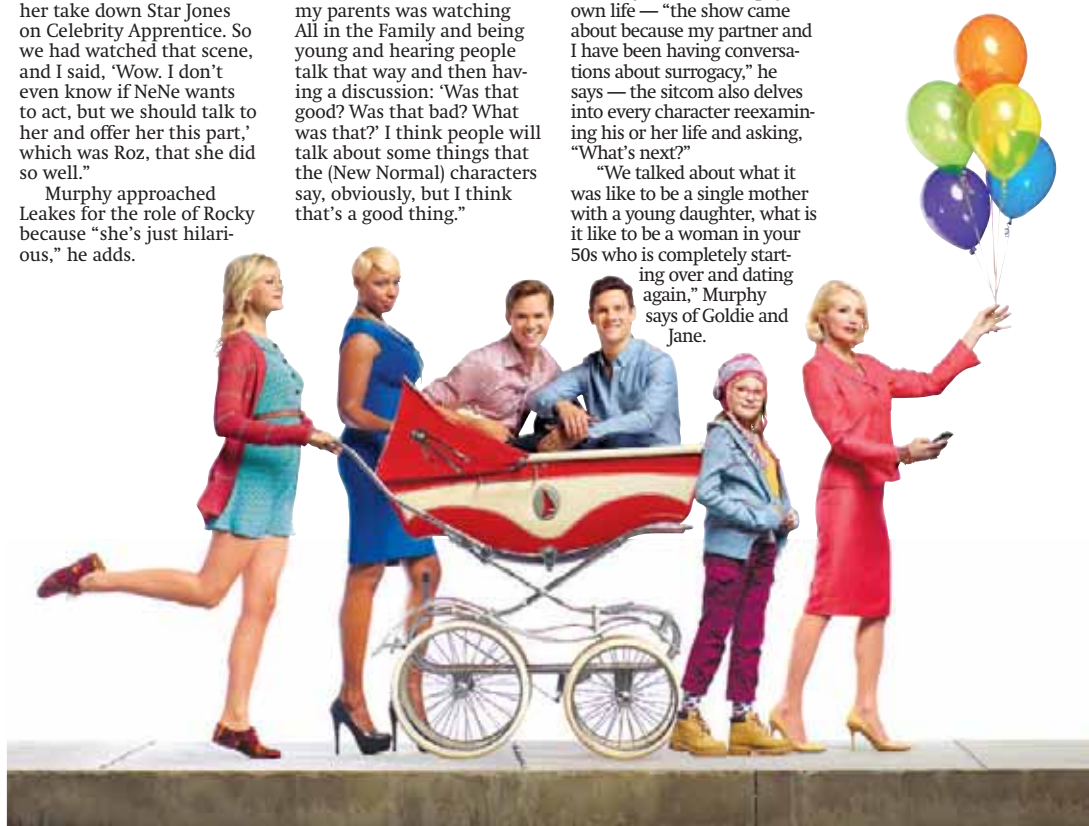 her take down Star Jones
on Celebrity Apprentice. So
we had watched that scene,
and I said, ‘Wow. I don’t
even know if NeNe wants
to act, but we should talk to
her and offer her this part,’
which was Roz, that she did
so well.”
Murphy approached
Leakes for the role of Rocky
because “she’s just hilari-
ous,” he adds.
my parents was watching
All in the Family and being
young and hearing people
talk that way and then hav-
ing a discussion: ‘Was that
good? Was that bad? What
was that?’ I think people will
talk about some things that
the (New Normal) characters
say, obviously, but I think
that’s a good thing.”
own life — “the show came
about because my partner and
I have been having conversa-
tions about surrogacy,” he
says — the sitcom also delves
into every character reexamin-
ing his or her life and asking,
“What’s next?”
“We talked about what it
was like to be a single mother
with a young daughter, what is
it like to be a woman in your
50s who is completely start-
ing over and dating
again,” Murphy
says of Goldie and
Jane.